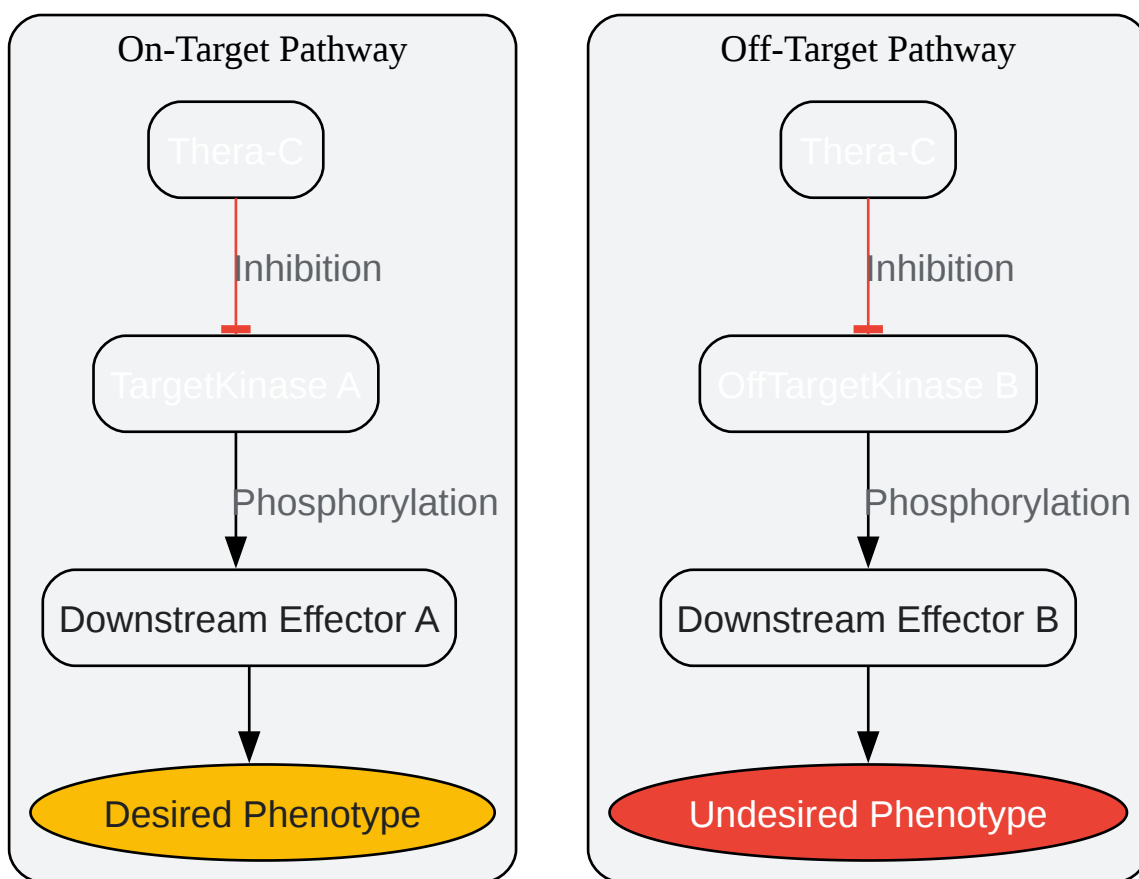 On-Target Pathway
Thera-C
Inhibition
TargetKinase A
Phosphorylation
Downstream Effector A
Desired Phenotype
Off-Target Pathway
Thera-C
Inhibition
OffTargetKinase B
Phosphorylation
Downstream Effector B
Undesired Phenotype